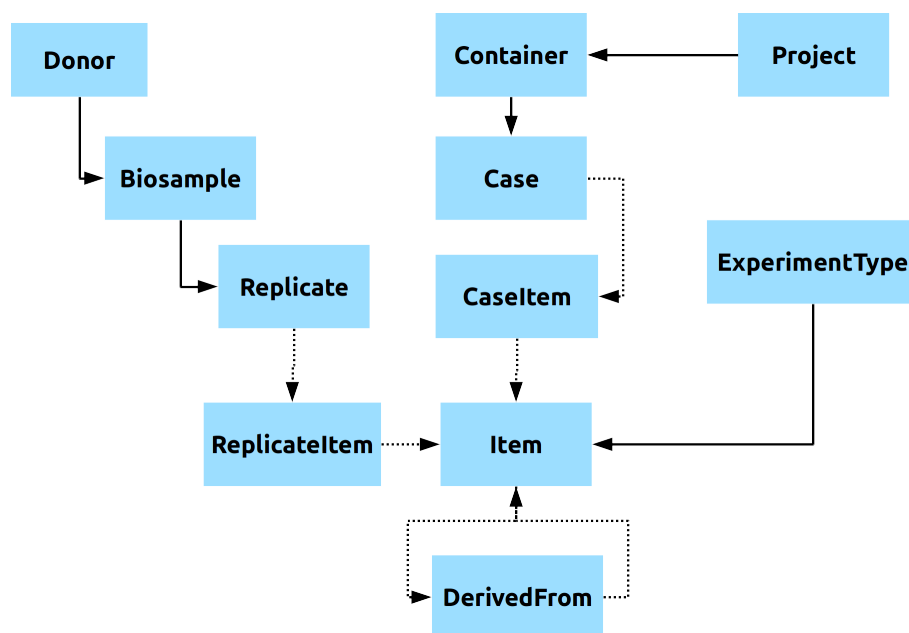 Donor
Container
Project
Biosample
Case
Replicate
CaseItem
ExperimentType
ReplicateItem
Item
DerivedFrom